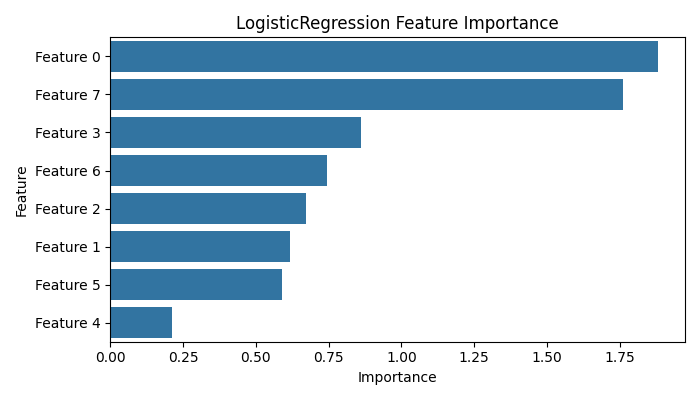 LogisticRegression Feature Importance
Feature 0
Feature 7
Feature 3
Feature 6
Feature 2
Feature 1
Feature 5
Feature 4
Feature
0.00 0.25 0.50 0.75 1.00 1.25 1.50 1.75
Importance